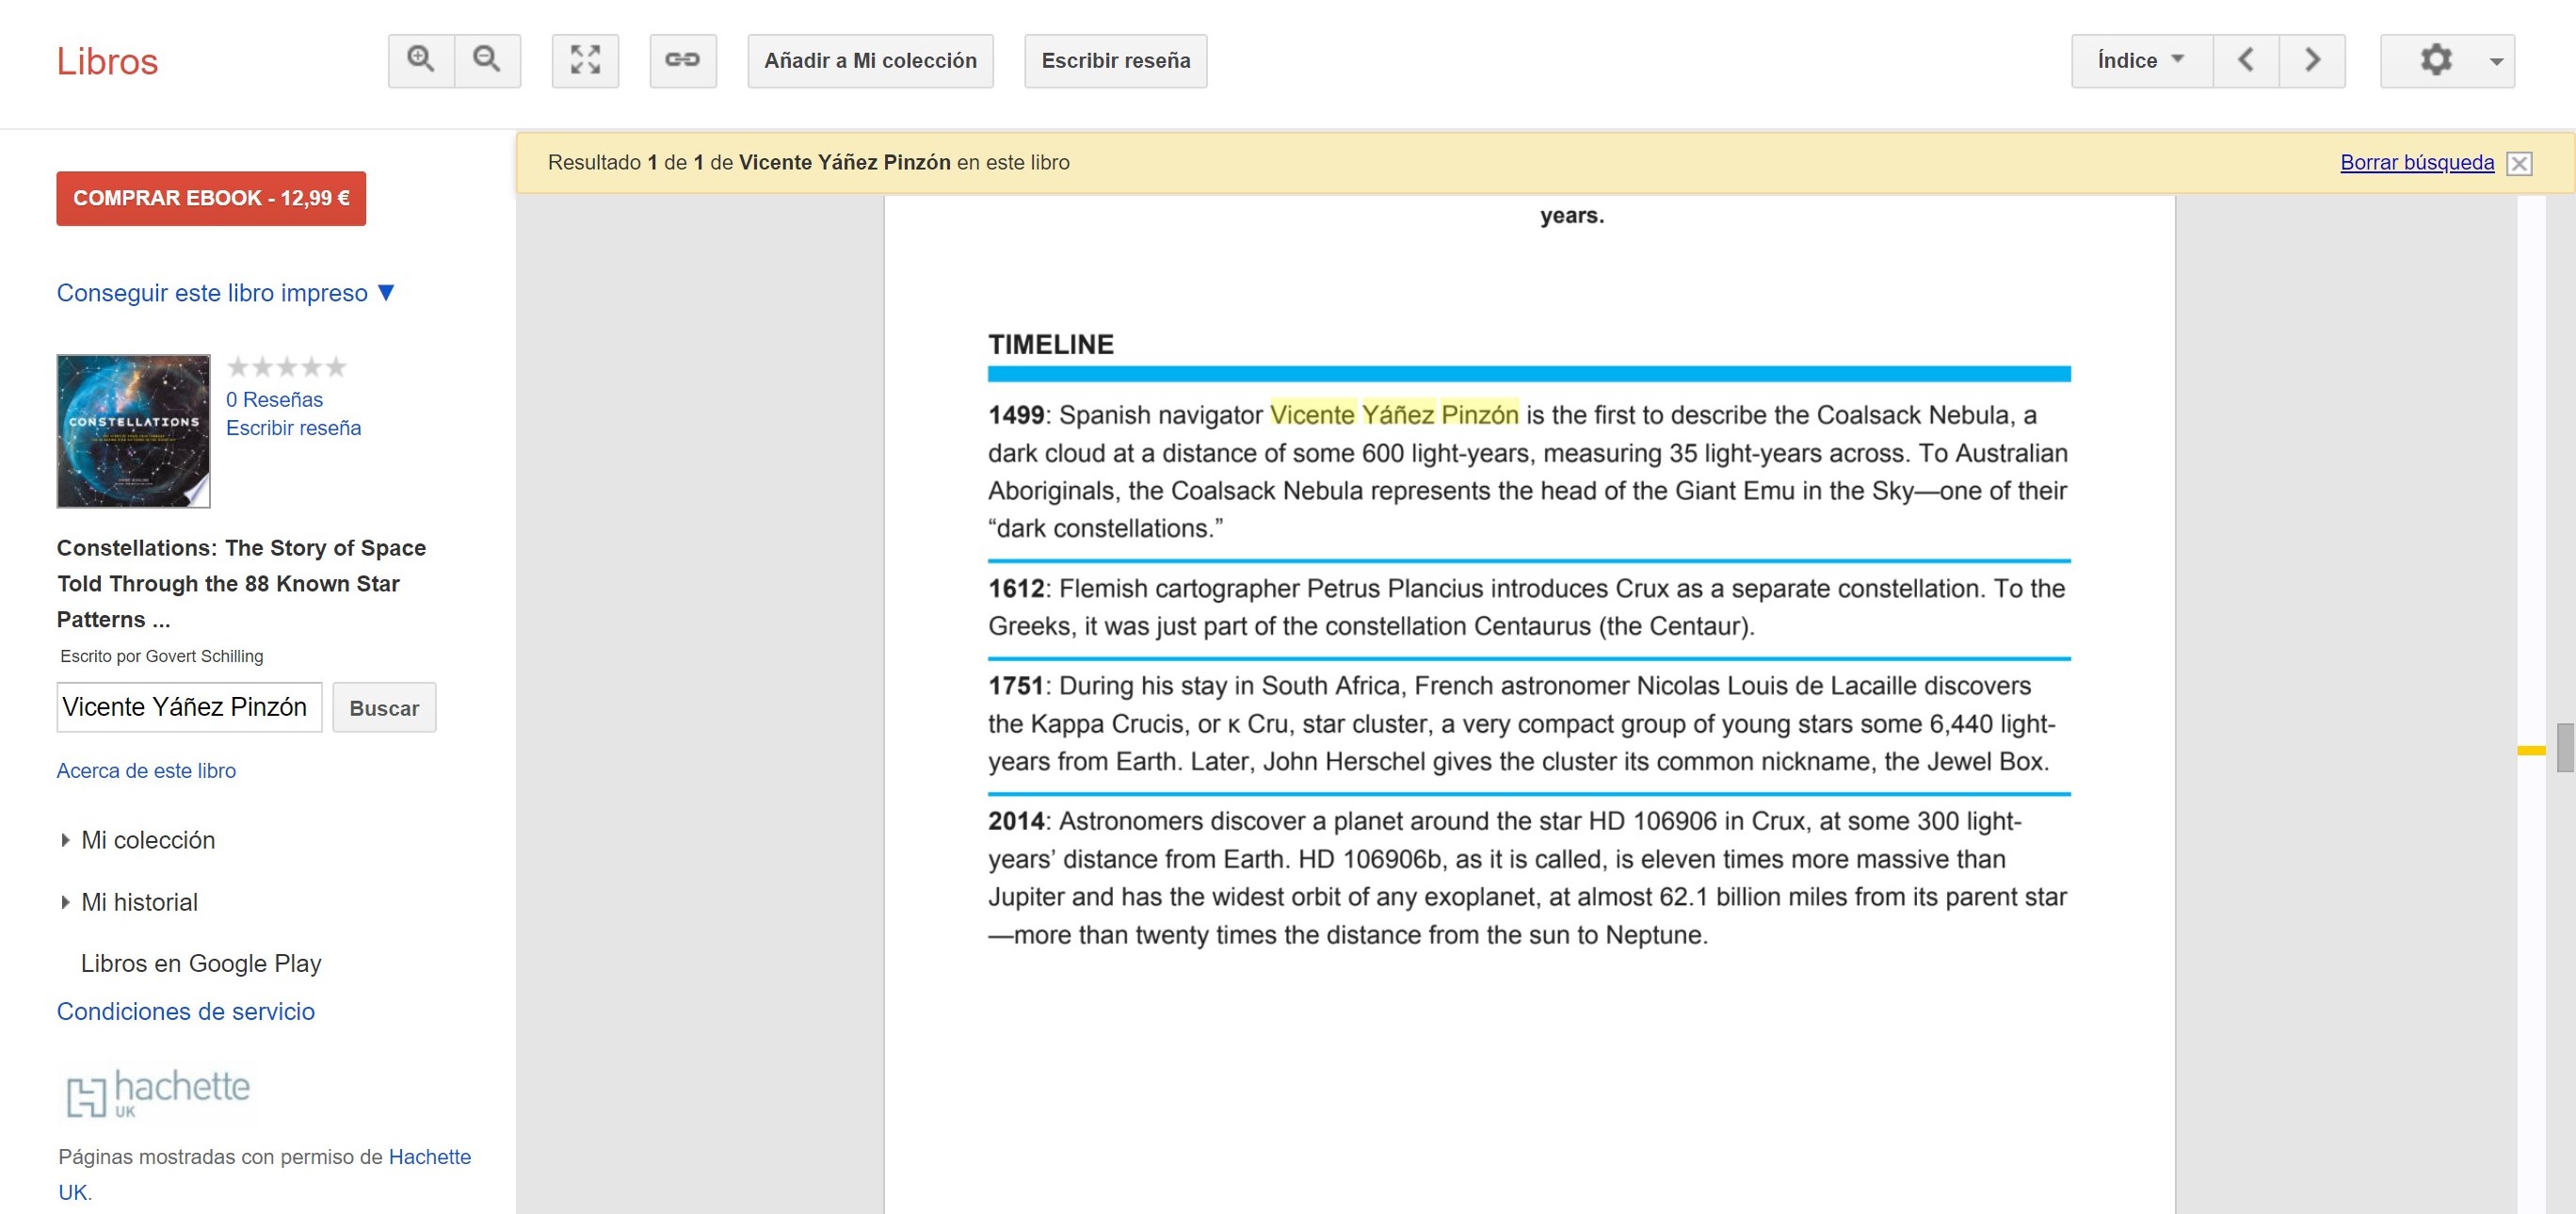 Libros
Añadir a Mi colección
Escribir reseña
Índice
Resultado 1 de 1 de Vicente Yáñez Pinzón en este libro
Borrar búsqueda
COMPRAR EBOOK - 12,99 €
Conseguir este libro impreso ▼
CONSTELLATIONS
0 Reseñas
Escribir reseña
Constellations: The Story of Space
Told Through the 88 Known Star
Patterns ...
Escrito por Govert Schilling
Vicente Yáñez Pinzón
Buscar
Acerca de este libro
Mi colección
Mi historial
Libros en Google Play
Condiciones de servicio
hachette
UK
Páginas mostradas con permiso de Hachette
UK.
years.
TIMELINE
1499: Spanish navigator Vicente Yáñez Pinzón is the first to describe the Coalsack Nebula, a
dark cloud at a distance of some 600 light-years, measuring 35 light-years across. To Australian
Aboriginals, the Coalsack Nebula represents the head of the Giant Emu in the Sky—one of their
“dark constellations.”
1612: Flemish cartographer Petrus Plancius introduces Crux as a separate constellation. To the
Greeks, it was just part of the constellation Centaurus (the Centaur).
1751: During his stay in South Africa, French astronomer Nicolas Louis de Lacaille discovers
the Kappa Crucis, or κ Cru, star cluster, a very compact group of young stars some 6,440 light-
years from Earth. Later, John Herschel gives the cluster its common nickname, the Jewel Box.
2014: Astronomers discover a planet around the star HD 106906 in Crux, at some 300 light-
years’ distance from Earth. HD 106906b, as it is called, is eleven times more massive than
Jupiter and has the widest orbit of any exoplanet, at almost 62.1 billion miles from its parent star
—more than twenty times the distance from the sun to Neptune.